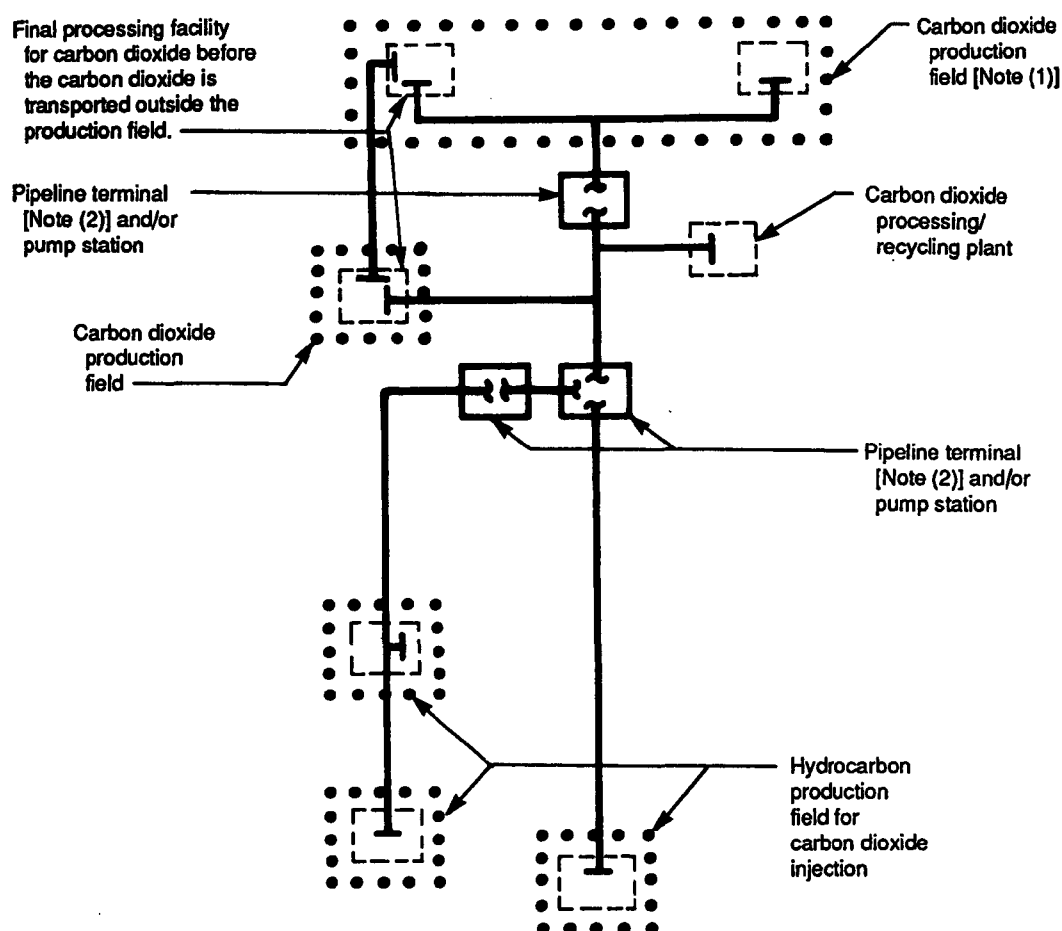 Final processing facility
for carbon dioxide before
the carbon dioxide is
transported outside the
production field.
Carbon dioxide
production
field [Note (1)]
Pipeline terminal
[Note (2)] and/or
pump station
Carbon dioxide
processing/
recycling plant
Carbon dioxide
production
field
Pipeline terminal
[Note (2)] and/or
pump station
Hydrocarbon
production
field for
carbon dioxide
injection